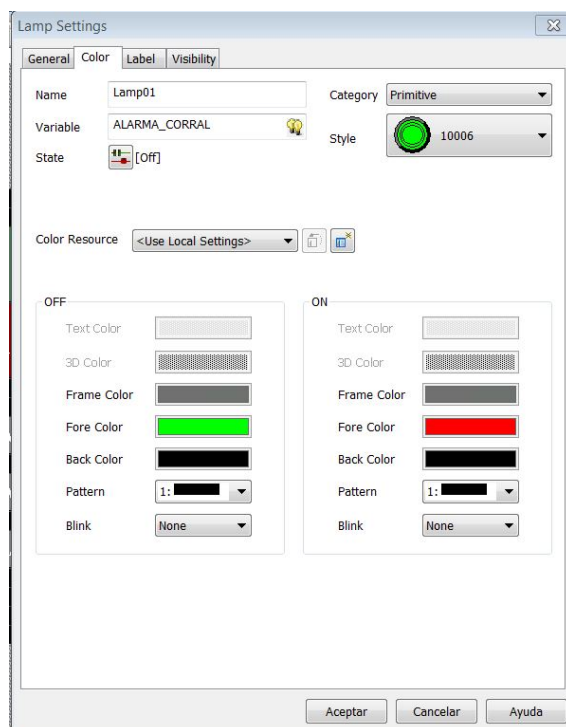 Lamp Settings
General Color Label Visibility
Name Lamp01 Category Primitive
Variable ALARMA_CORRAL
Style 10006
State [Off]
Color Resource <Use Local Settings>
OFF ON
Text Color Text Color
3D Color 3D Color
Frame Color Frame Color
Fore Color Fore Color
Back Color Back Color
Pattern 1: Pattern 1:
Blink None Blink None
Aceptar Cancelar Ayuda